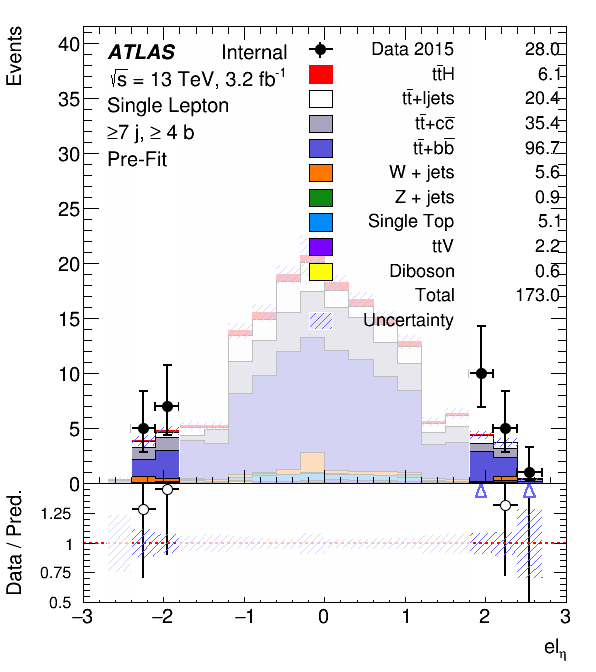 Events
ATLAS Internal
√s = 13 TeV, 3.2 fb⁻¹
Single Lepton
≥7 j, ≥ 4 b
Pre-Fit
Data 2015 28.0
tt̄H 6.1
tt̄+ljets 20.4
tt̄+cc̄ 35.4
tt̄+bb̄ 96.7
W + jets 5.6
Z + jets 0.9
Single Top 5.1
ttV 2.2
Diboson 0.6
Total 173.0
Uncertainty
40
35
30
25
20
15
10
5
0
Data / Pred.
1.25
1
0.75
0.5
−3 −2 −1 0 1 2 3
el_η